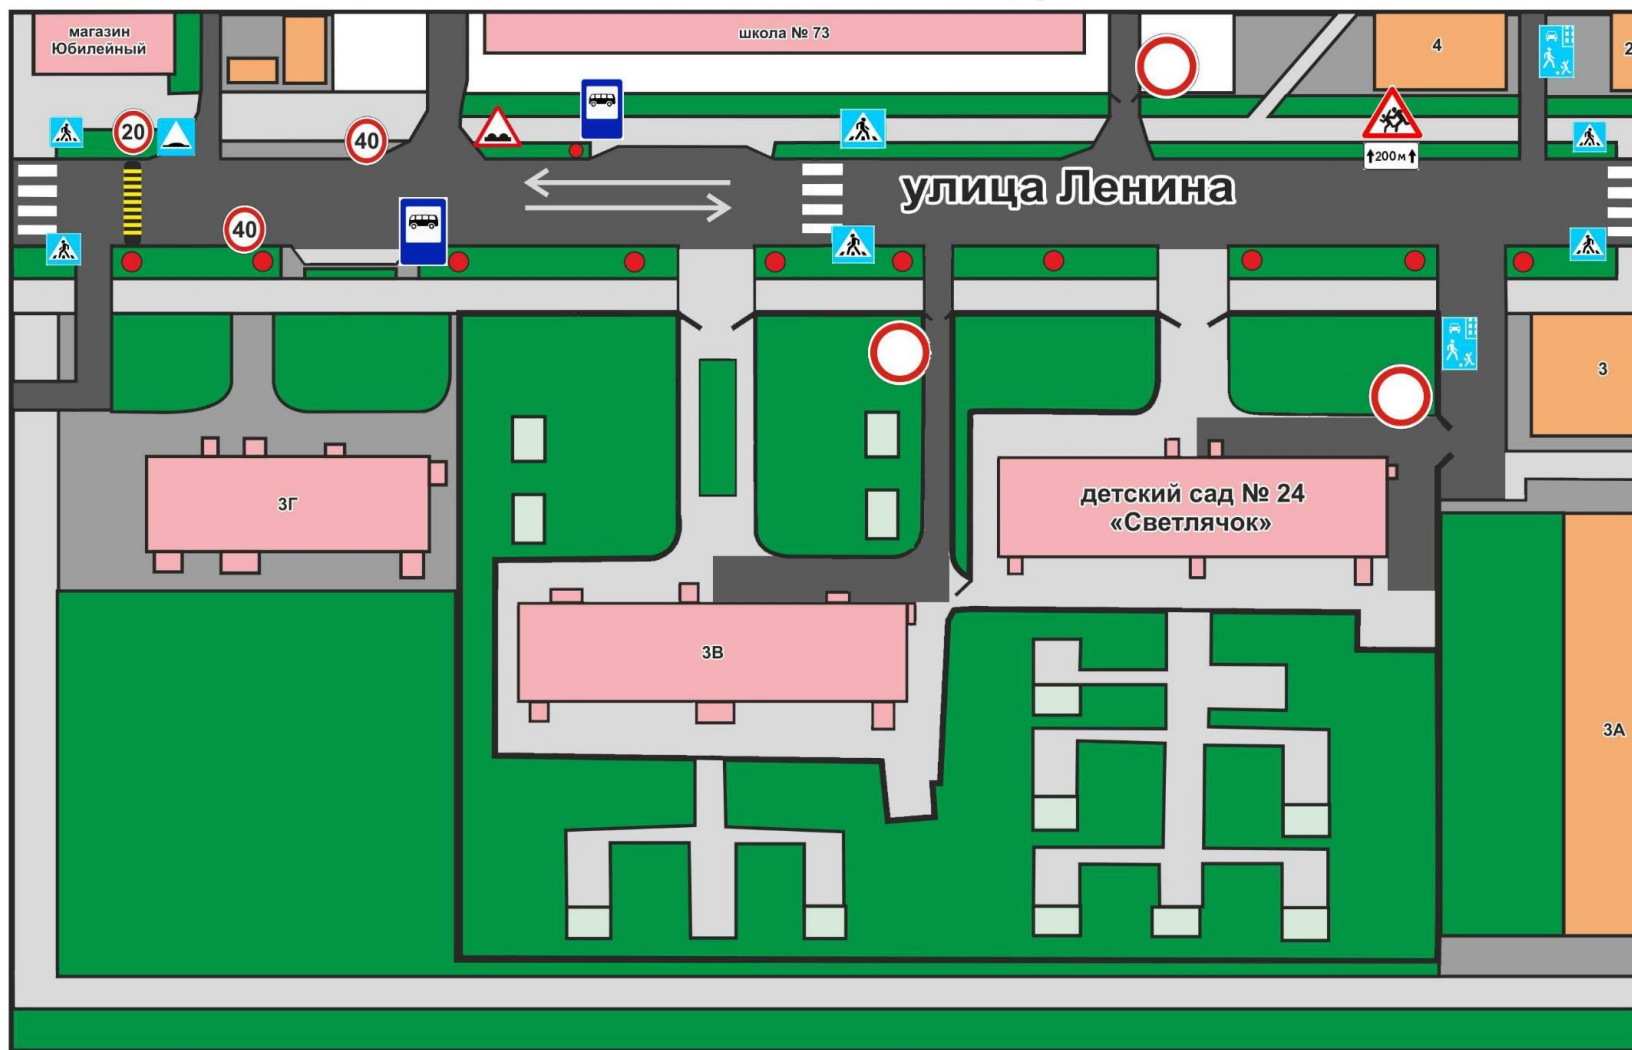 магазин
Юбилейный
школа № 73
4
2
20
40
↑200м↑
улица Ленина
40
3
3Г
детский сад № 24
«Светлячок»
3В
3А